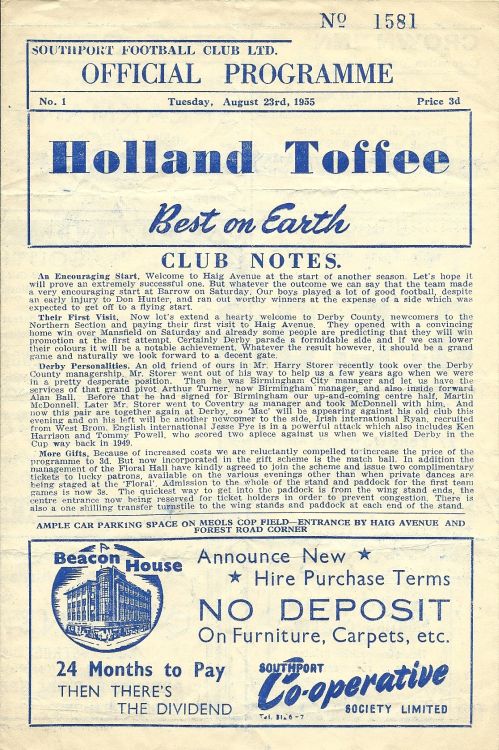 No 1581
SOUTHPORT FOOTBALL CLUB LTD.
OFFICIAL PROGRAMME
No. 1 Tuesday, August 23rd, 1955 Price 3d
Holland Toffee
Best on Earth
CLUB NOTES.
An Encouraging Start. Welcome to Haig Avenue at the start of another season. Let's hope it
will prove an extremely successful one. But whatever the outcome we can say that the team made
a very encouraging start at Barrow on Saturday. Our boys played a lot of good football, despite
an early injury to Don Hunter, and ran out worthy winners at the expense of a side which was
expected to get off to a flying start.
Their First Visit. Now let's extend a hearty welcome to Derby County, newcomers to the
Northern Section and paying their first visit to Haig Avenue. They opened with a convincing
home win over Mansfield on Saturday and already some people are predicting that they will win
promotion at the first attempt. Certainly Derby parade a formidable side and if we can lower
their colours it will be a notable achievement. Whatever the result however, it should be a grand
game and naturally we look forward to a decent gate.
Derby Personalities. An old friend of ours in Mr. Harry Storer recently took over the Derby
County managership. Mr. Storer went out of his way to help us a few years ago when we were
in a pretty desperate position. Then he was Birmingham City manager and let us have the
services of that grand pivot Arthur Turner, now Birmingham manager, and also inside forward
Alan Ball. Before that he had signed for Birmingham our up-and-coming centre half, Martin
McDonnell. Later Mr. Storer went to Coventry as manager and took McDonnell with him. And
now this pair are together again at Derby, so 'Mac' will be appearing against his old club this
evening and on his left will be another newcomer to the side, Irish international Ryan, recruited
from West Brom. English international Jesse Pye is in a powerful attack which also includes Ken
Harrison and Tommy Powell, who scored two apiece against us when we visited Derby in the
Cup way back in 1949.
More Gifts. Because of increased costs we are reluctantly compelled to increase the price of the
programme to 3d. But now incorporated in the gift scheme is the match ball. In addition the
management of the Floral Hall have kindly agreed to join the scheme and issue two complimentary
tickets to lucky patrons, available on the various evenings other than when private dances are
being staged at the 'Floral'. Admission to the whole of the stand and paddock for the first team
games is now 3s. The quickest way to get into the paddock is from the wing stand ends, the
centre entrance now being reserved for ticket holders in order to prevent congestion. There is
also a one shilling transfer turnstile to the wing stands and paddock at each end of the stand.
AMPLE CAR PARKING SPACE ON MEOLS COP FIELD—ENTRANCE BY HAIG AVENUE AND
FOREST ROAD CORNER
Beacon House
Announce New ★
★ Hire Purchase Terms
NO DEPOSIT
On Furniture, Carpets, etc.
24 Months to Pay
THEN THERE'S
THE DIVIDEND
SOUTHPORT
Co-operative
SOCIETY LIMITED